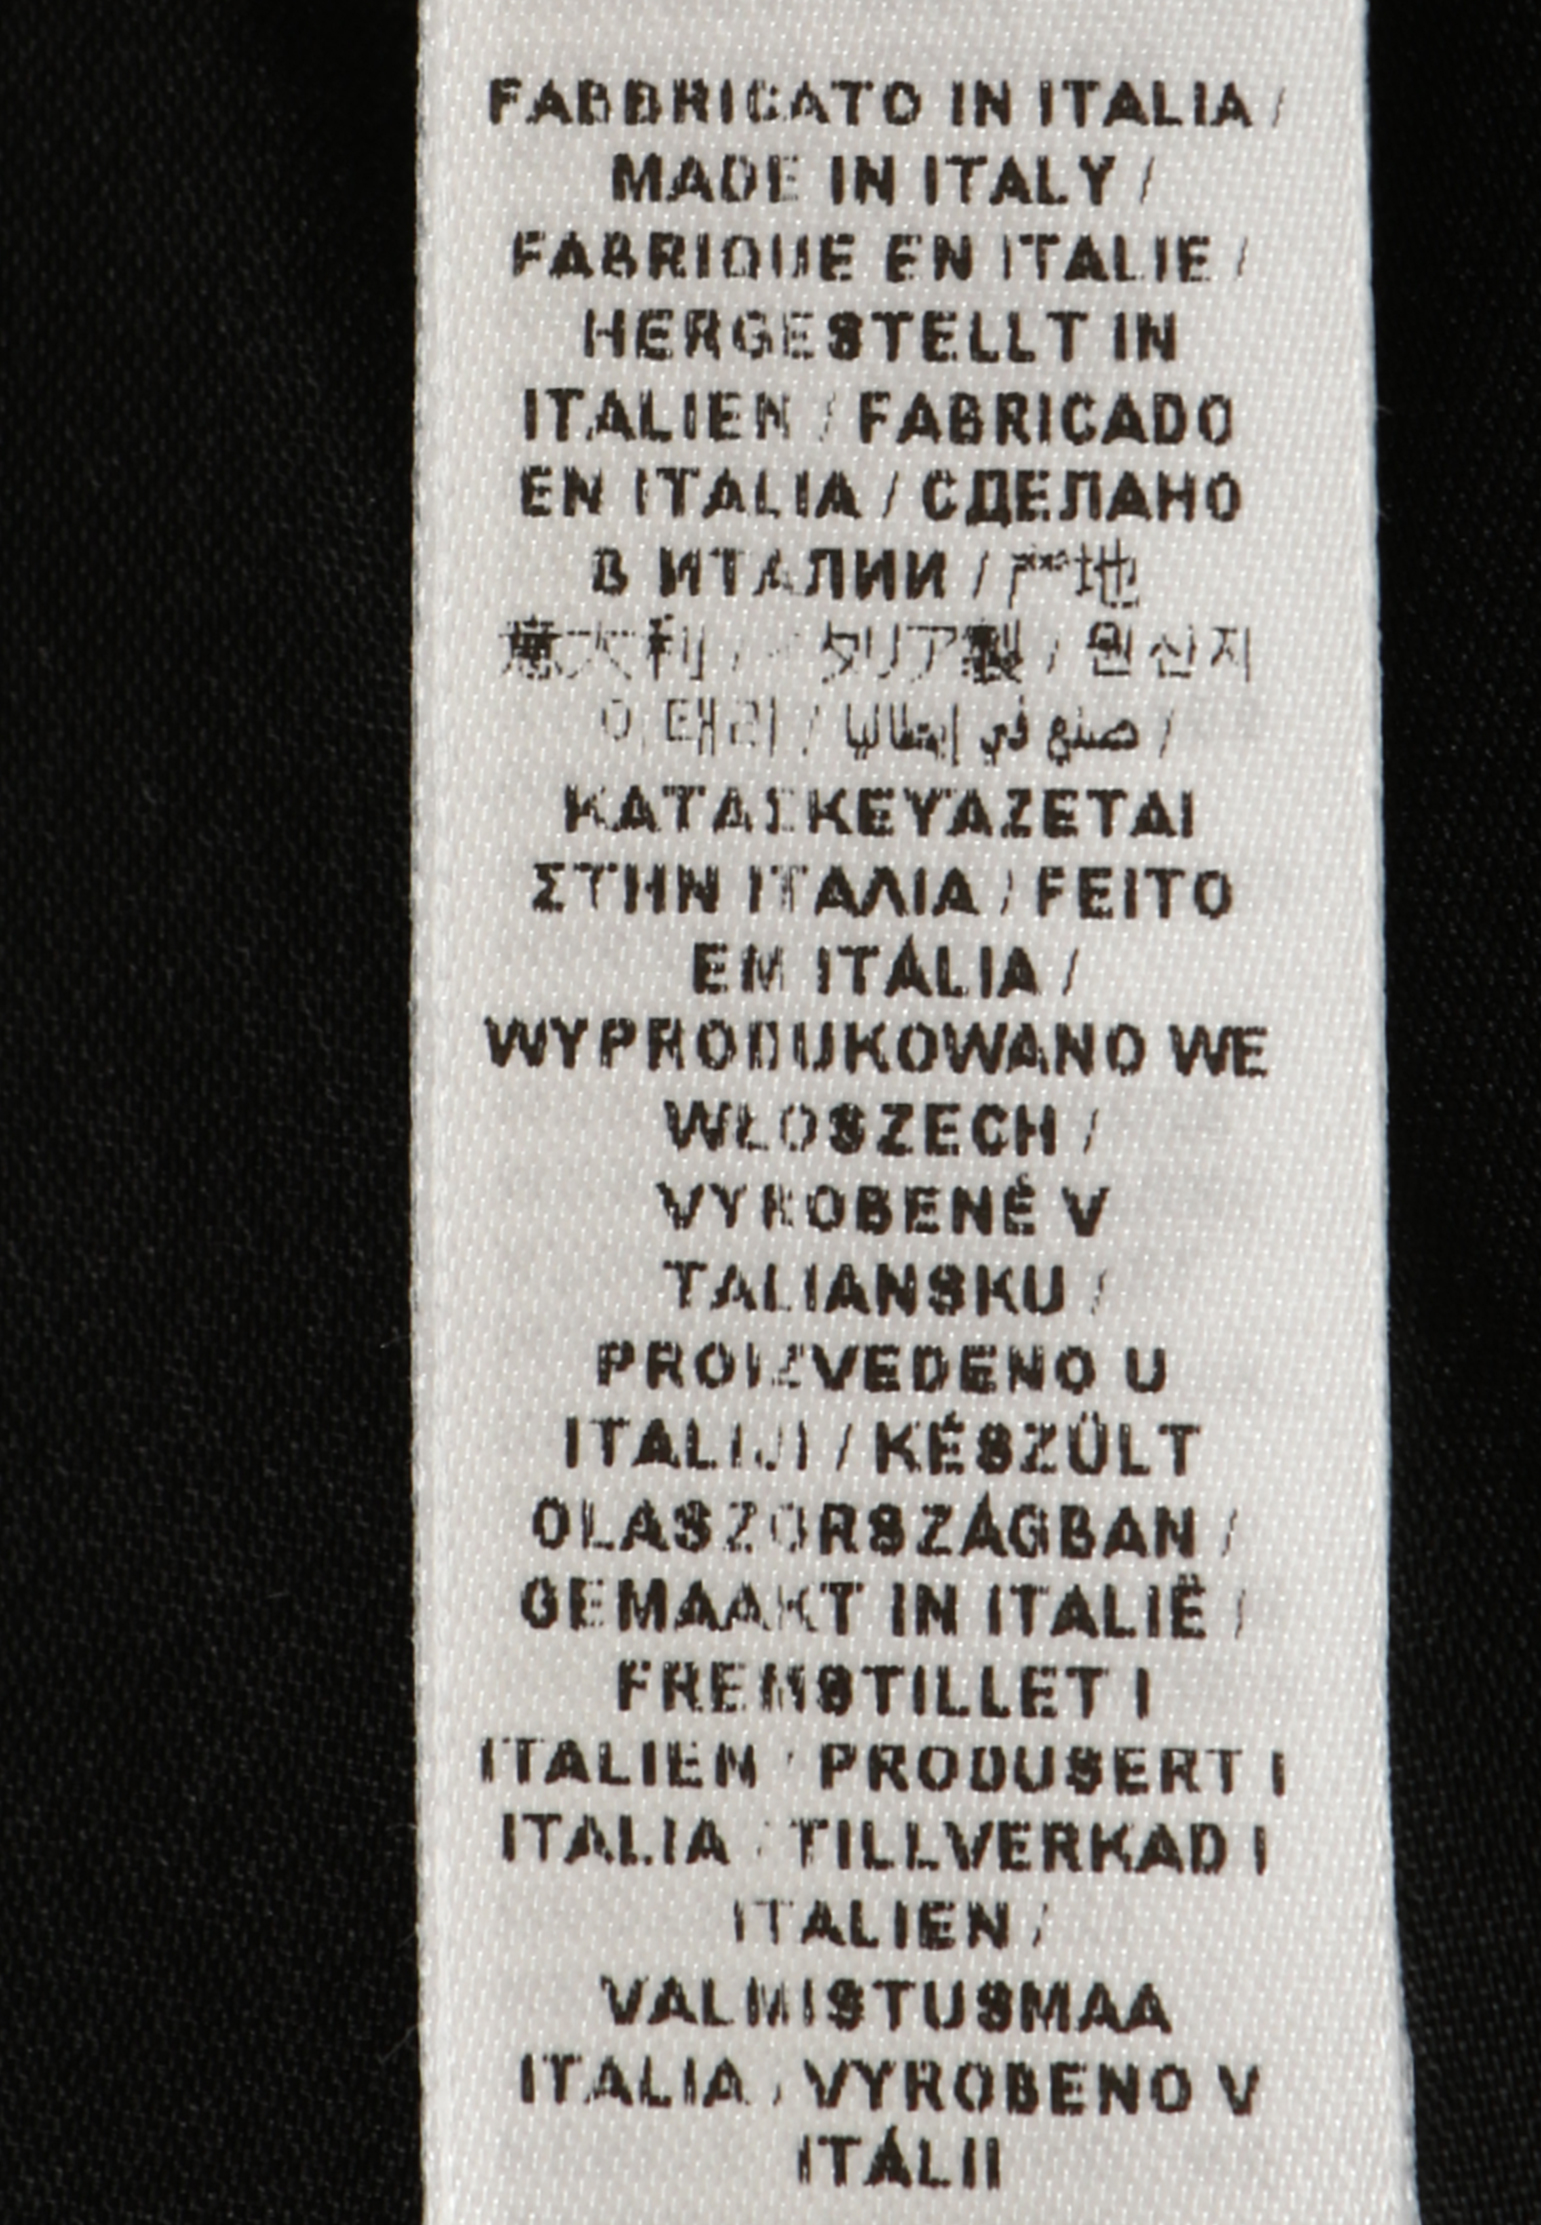 FABBRICATO IN ITALIA /
MADE IN ITALY /
FABRIQUE EN ITALIE /
HERGESTELLT IN
ITALIEN / FABRICADO
EN ITALIA / СДЕЛАНО
В ИТАЛИИ / 产地
意大利 / イタリア製 / 원산지
이태리 / صنع في إيطاليا /
ΚΑΤΑΣΚΕΥΆΖΕΤΑΙ
ΣΤΗΝ ΙΤΑΛΙΑ / FEITO
EM ITÁLIA /
WYPRODUKOWANO WE
WŁOSZECH /
VYROBENÉ V
TALIANSKU /
PROIZVEDENO U
ITALIJI / KÉSZÜLT
OLASZORSZÁGBAN /
GEMAAKT IN ITALIË /
FREMSTILLET I
ITALIEN / PRODUSERT I
ITALIA / TILLVERKAD I
ITALIEN /
VALMISTUSMAA
ITALIA / VYROBENO V
ITÁLII